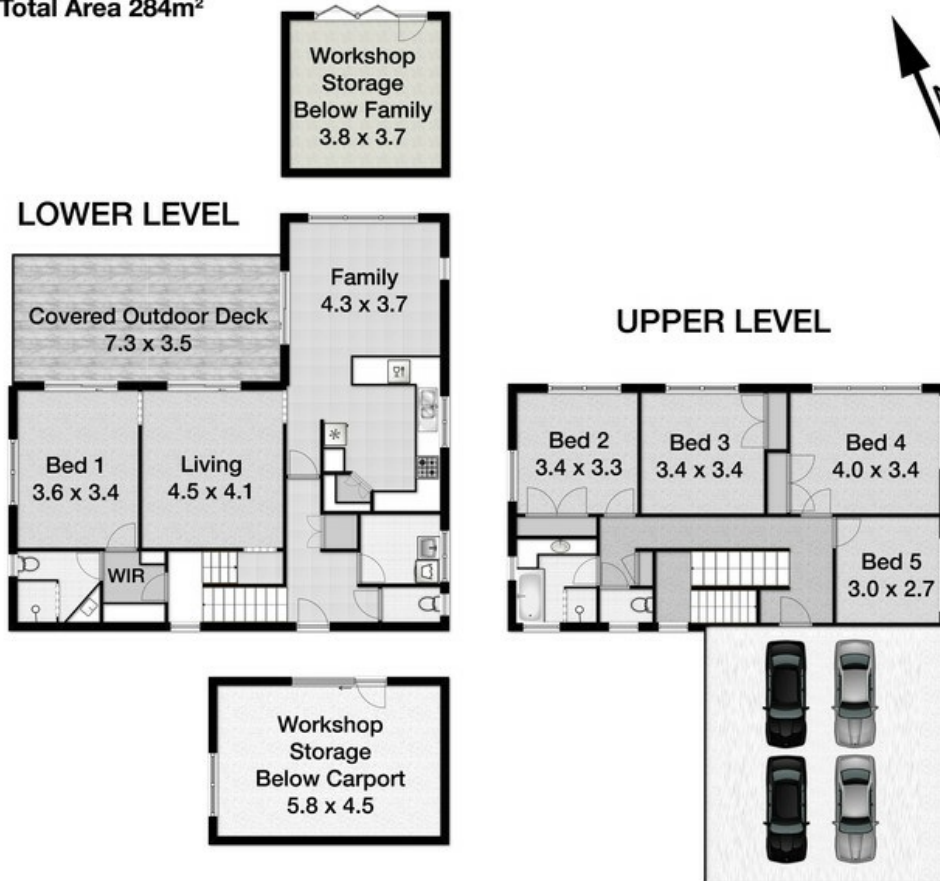 Total Area 284m²
Workshop
Storage
Below Family
3.8 x 3.7
LOWER LEVEL
Family
4.3 x 3.7
Covered Outdoor Deck
7.3 x 3.5
Bed 1
3.6 x 3.4
Living
4.5 x 4.1
WIR
Workshop
Storage
Below Carport
5.8 x 4.5
UPPER LEVEL
Bed 2
3.4 x 3.3
Bed 3
3.4 x 3.4
Bed 4
4.0 x 3.4
Bed 5
3.0 x 2.7